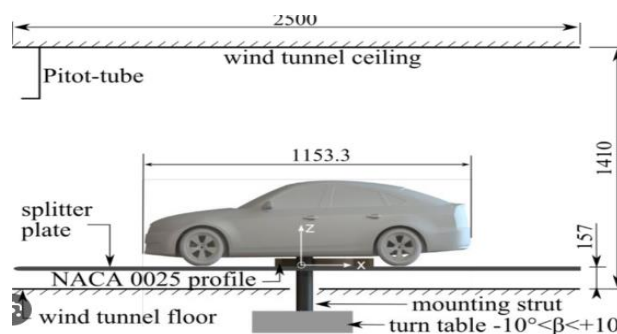 2500
wind tunnel ceiling
Pitot-tube
1153.3
1410
splitter
plate
z
x
157
NACA 0025 profile
mounting strut
wind tunnel floor
turn table -10°<β<+10